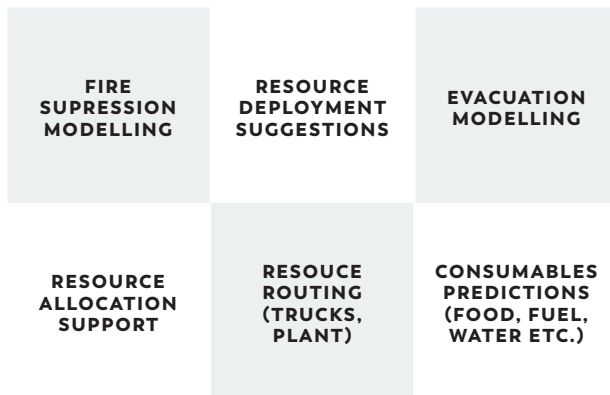 FIRE
SUPRESSION
MODELLING
RESOURCE
DEPLOYMENT
SUGGESTIONS
EVACUATION
MODELLING
RESOURCE
ALLOCATION
SUPPORT
RESOUCE
ROUTING
(TRUCKS,
PLANT)
CONSUMABLES
PREDICTIONS
(FOOD, FUEL,
WATER ETC.)